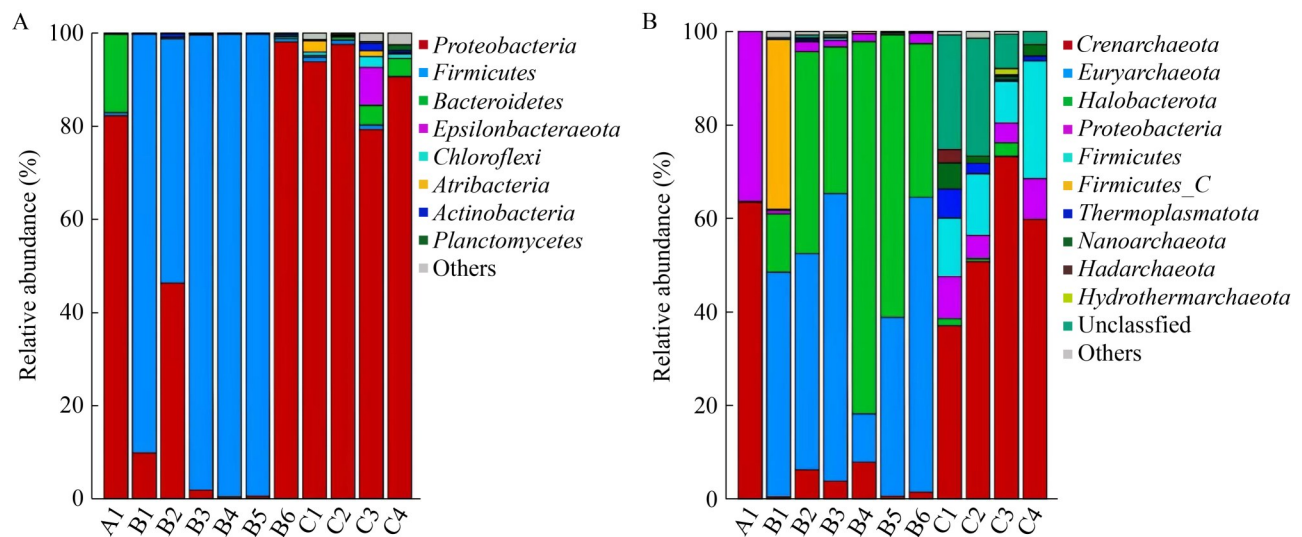 A
Relative abundance (%)
100
80
60
40
20
0
A1 B1 B2 B3 B4 B5 B6 C1 C2 C3 C4
Proteobacteria
Firmicutes
Bacteroidetes
Epsilonbacteraeota
Chloroflexi
Atribacteria
Actinobacteria
Planctomycetes
Others
B
Relative abundance (%)
100
80
60
40
20
0
A1 B1 B2 B3 B4 B5 B6 C1 C2 C3 C4
Crenarchaeota
Euryarchaeota
Halobacterota
Proteobacteria
Firmicutes
Firmicutes_C
Thermoplasmatota
Nanoarchaeota
Hadarchaeota
Hydrothermarchaeota
Unclassfied
Others